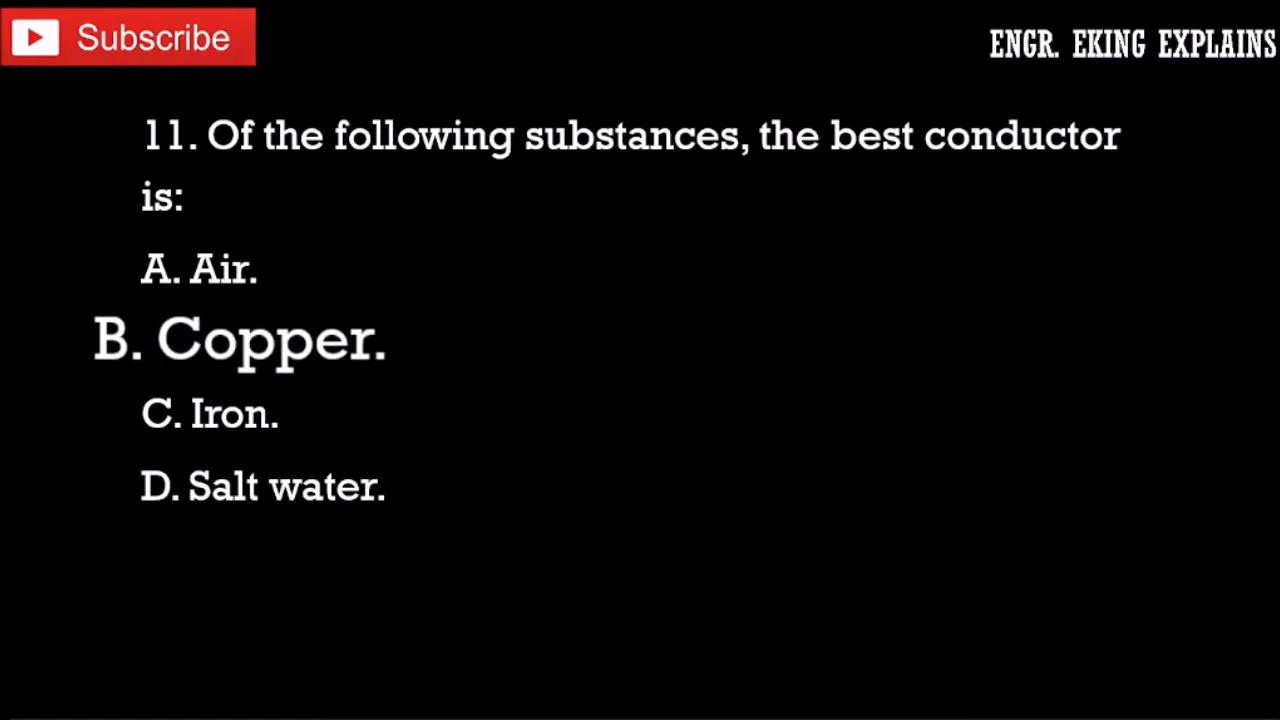 Subscribe
ENGR. EKING EXPLAINS
11. Of the following substances, the best conductor
is:
A. Air.
B. Copper.
C. Iron.
D. Salt water.